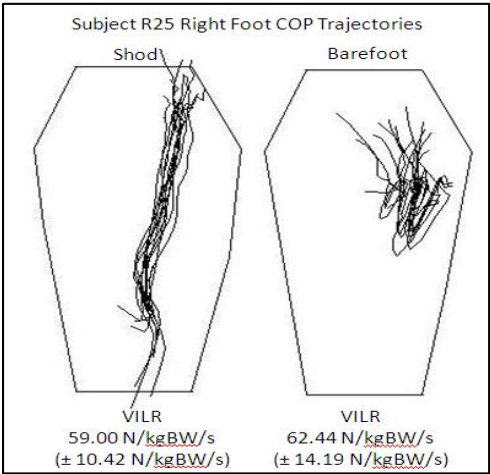 Subject R25 Right Foot COP Trajectories
Shod
Barefoot
VILR
59.00 N/kgBW/s
(± 10.42 N/kgBW/s)
VILR
62.44 N/kgBW/s
(± 14.19 N/kgBW/s)